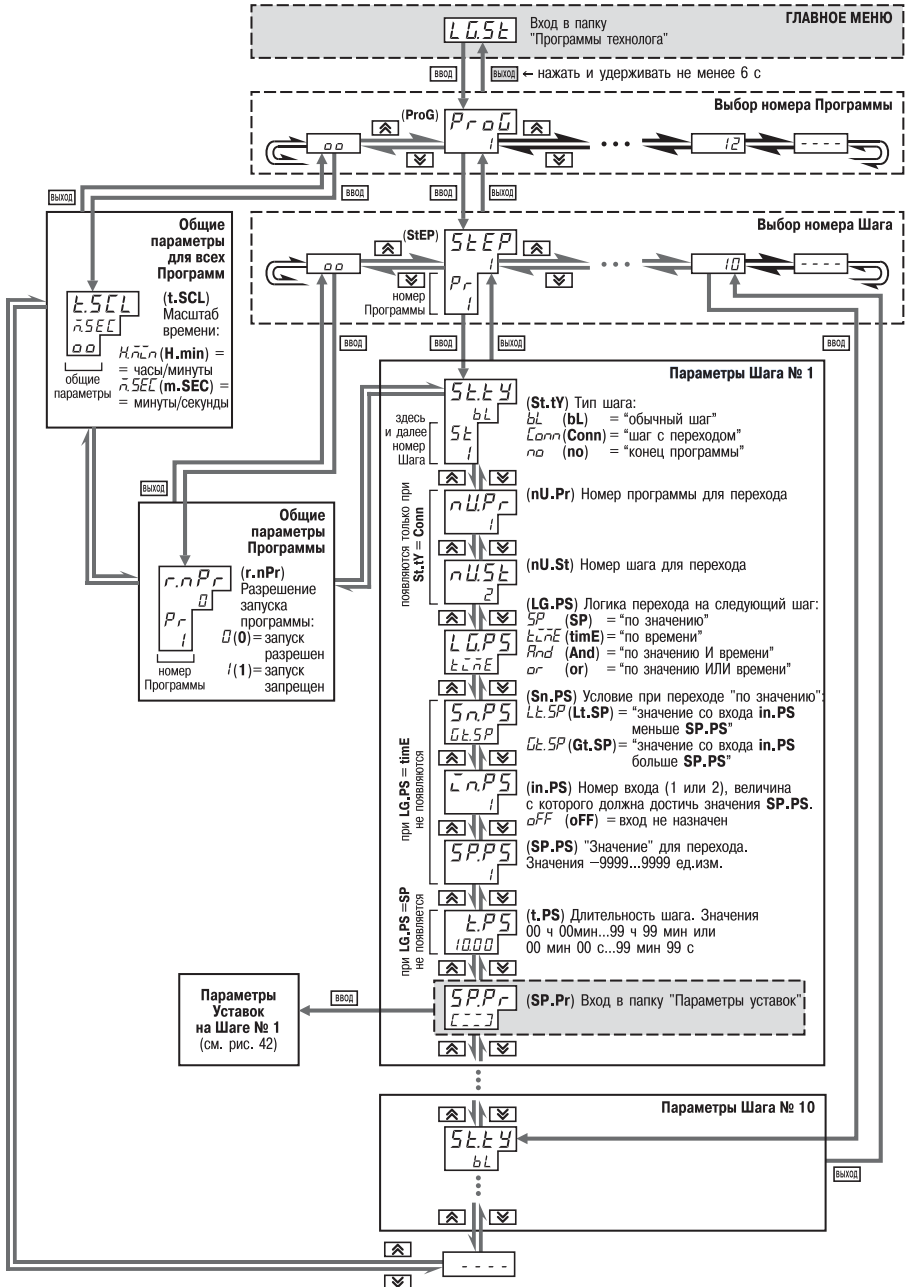 ГЛАВНОЕ МЕНЮ
LG.St
Вход в папку
"Программы технолога"
ВВОД
ВЫХОД
← нажать и удерживать не менее 6 с
Выбор номера Программы
(ProG)
ProG
1
oo
• • •
12
- - - -
ВЫХОД
ВВОД
ВВОД
ВЫХОД
Выбор номера Шага
(StEP)
StEP
1
Pr
1
номер
Программы
oo
• • •
10
- - - -
Общие
параметры
для всех
Программ
t.SCL
m.SEC
oo
общие
параметры
(t.SCL)
Масштаб
времени:
H.min (H.min) =
= часы/минуты
m.SEC (m.SEC) =
= минуты/секунды
ВВОД
ВВОД
ВЫХОД
ВВОД
ВЫХОД
Общие
параметры
Программы
r.nPr
0
Pr
1
номер
Программы
(r.nPr)
Разрешение
запуска
программы:
0 (0) = запуск
разрешен
1 (1) = запуск
запрещен
Параметры Шага № 1
St.tY
bL
St
1
здесь
и далее
номер
Шага
(St.tY) Тип шага:
bL (bL) = “обычный шаг”
Conn (Conn) = “шаг с переходом”
no (no) = “конец программы”
появляются только при
St.tY = Conn
nU.Pr
1
(nU.Pr) Номер программы для перехода
nU.St
2
(nU.St) Номер шага для перехода
LG.PS
timE
(LG.PS) Логика перехода на следующий шаг:
SP (SP) = “по значению”
timE (timE) = “по времени”
And (And) = “по значению И времени”
or (or) = “по значению ИЛИ времени”
при LG.PS = timE
не появляются
Sn.PS
Gt.SP
(Sn.PS) Условие при переходе "по значению":
Lt.SP (Lt.SP) = “значение со входа in.PS
меньше SP.PS”
Gt.SP (Gt.SP) = “значение со входа in.PS
больше SP.PS”
in.PS
1
(in.PS) Номер входа (1 или 2), величина
с которого должна достичь значения SP.PS.
oFF (oFF) = вход не назначен
SP.PS
1
(SP.PS) "Значение" для перехода.
Значения –9999...9999 ед.изм.
при LG.PS =SP
не появляется
t.PS
10.00
(t.PS) Длительность шага. Значения
00 ч 00мин...99 ч 99 мин или
00 мин 00 с...99 мин 99 с
SP.Pr
[---]
(SP.Pr) Вход в папку "Параметры уставок"
ВВОД
Параметры
Уставок
на Шаге № 1
(см. рис. 42)
Параметры Шага № 10
St.tY
bL
ВЫХОД
- - - -